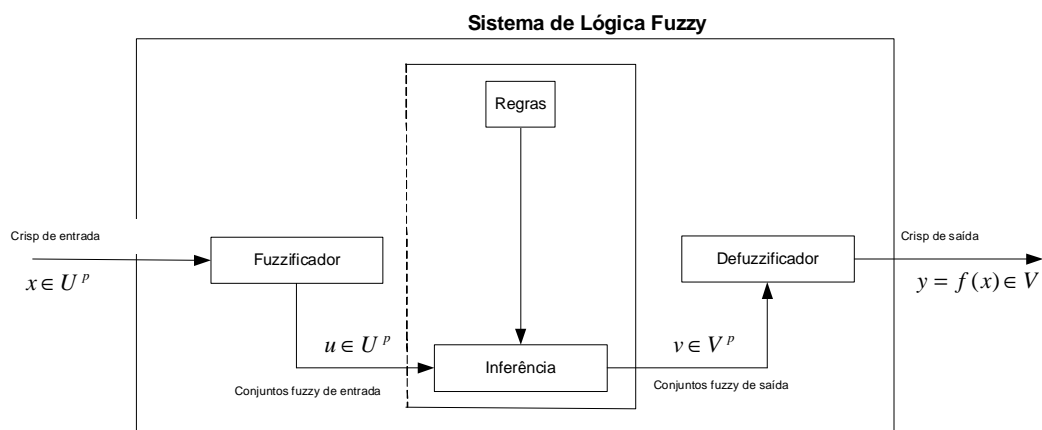 Sistema de Lógica Fuzzy
Regras
Crisp de entrada
Fuzzificador
Defuzzificador
Crisp de saída
x ∈ U^p
y = f(x) ∈ V
u ∈ U^p
Inferência
v ∈ V^p
Conjuntos fuzzy de entrada
Conjuntos fuzzy de saída